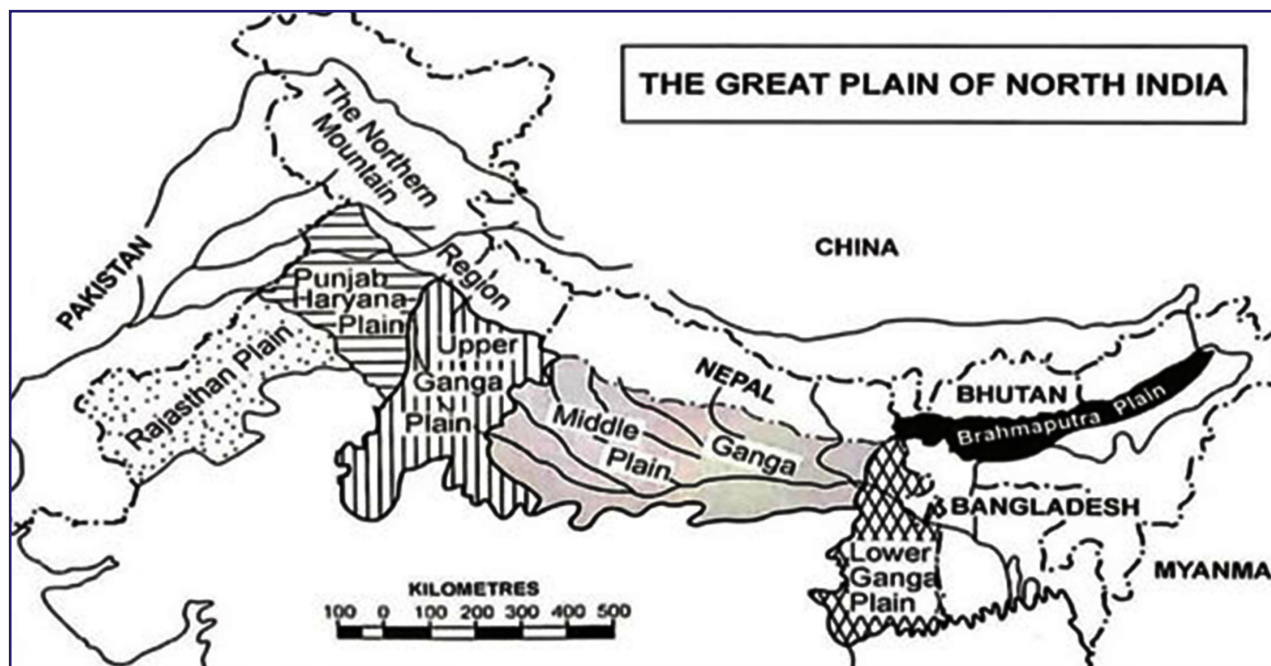 THE GREAT PLAIN OF NORTH INDIA
The Northern
Mountain
Region
PAKISTAN
CHINA
Punjab
Haryana
Plain
Rajasthan Plain
Upper
Ganga
Plain
NEPAL
Middle
Ganga
Plain
BHUTAN
Brahmaputra Plain
BANGLADESH
Lower
Ganga
Plain
MYANMA
KILOMETRES
100 0 100 200 300 400 500